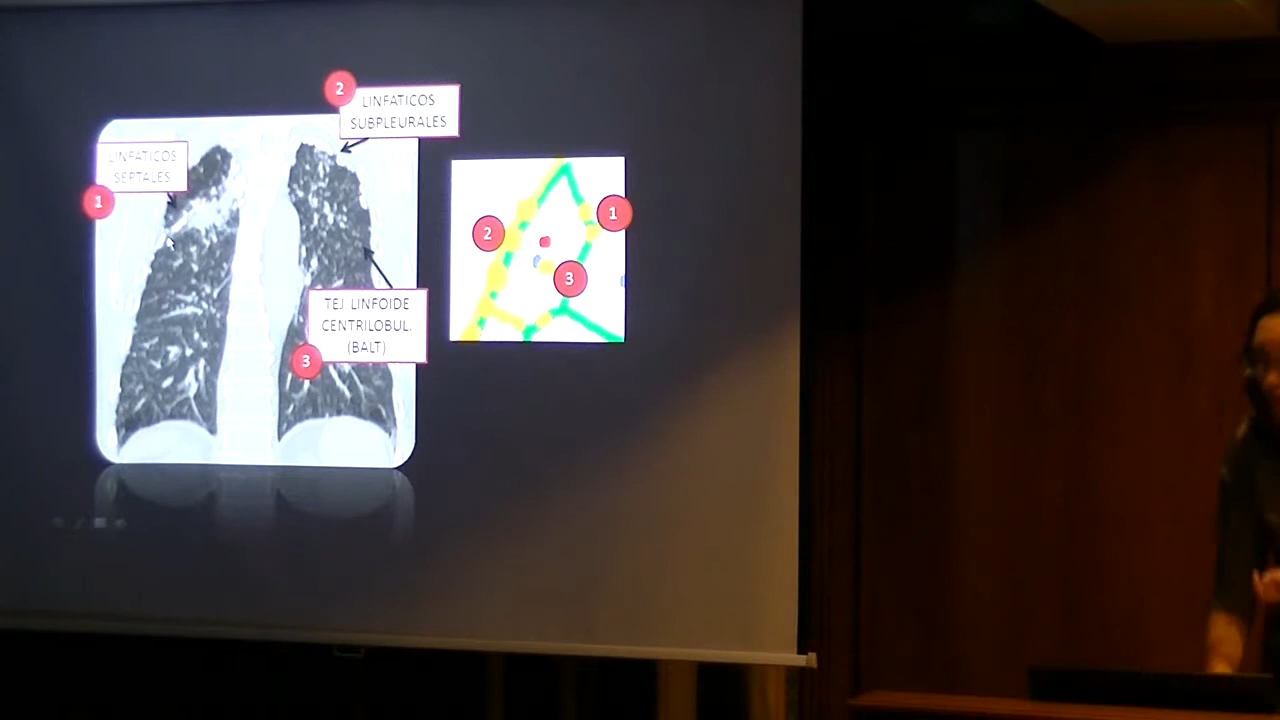 2
LINFATICOS
SUBPLEURALES
LINFATICOS
SEPTALES
1
1
2
3
TEJ. LINFOIDE
CENTRILOBUL.
(BALT)
3